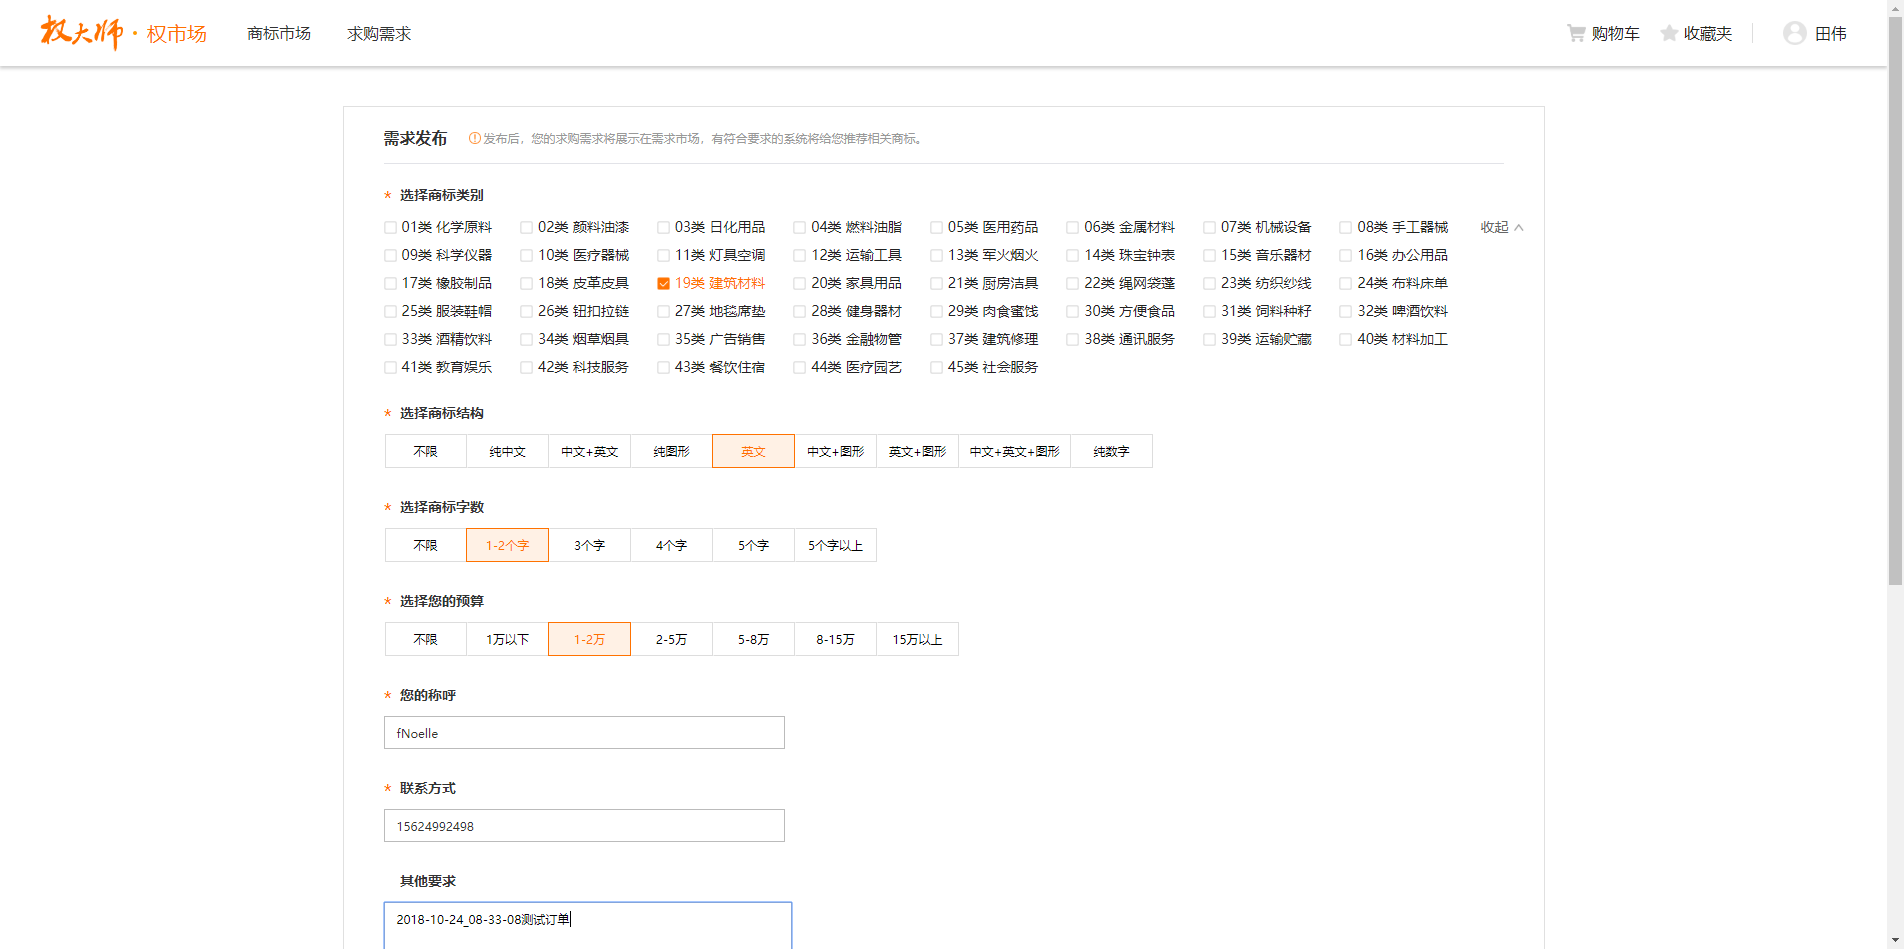 权大师·权市场 商标市场 求购需求 购物车 收藏夹 田伟
需求发布 发布后，您的求购需求将展示在需求市场，有符合要求的系统将给您推荐相关商标。
* 选择商标类别
01类 化学原料 02类 颜料油漆 03类 日化用品 04类 燃料油脂 05类 医用药品 06类 金属材料 07类 机械设备 08类 手工器械 收起
09类 科学仪器 10类 医疗器械 11类 灯具空调 12类 运输工具 13类 军火烟火 14类 珠宝钟表 15类 音乐器材 16类 办公用品
17类 橡胶制品 18类 皮革皮具 19类 建筑材料 20类 家具用品 21类 厨房洁具 22类 绳网袋蓬 23类 纺织纱线 24类 布料床单
25类 服装鞋帽 26类 钮扣拉链 27类 地毯席垫 28类 健身器材 29类 肉食蜜饯 30类 方便食品 31类 饲料种籽 32类 啤酒饮料
33类 酒精饮料 34类 烟草烟具 35类 广告销售 36类 金融物管 37类 建筑修理 38类 通讯服务 39类 运输贮藏 40类 材料加工
41类 教育娱乐 42类 科技服务 43类 餐饮住宿 44类 医疗园艺 45类 社会服务
* 选择商标结构
不限 纯中文 中文+英文 纯图形 英文 中文+图形 英文+图形 中文+英文+图形 纯数字
* 选择商标字数
不限 1-2个字 3个字 4个字 5个字 5个字以上
* 选择您的预算
不限 1万以下 1-2万 2-5万 5-8万 8-15万 15万以上
* 您的称呼
fNoelle
* 联系方式
15624992498
其他要求
2018-10-24_08-33-08测试订单